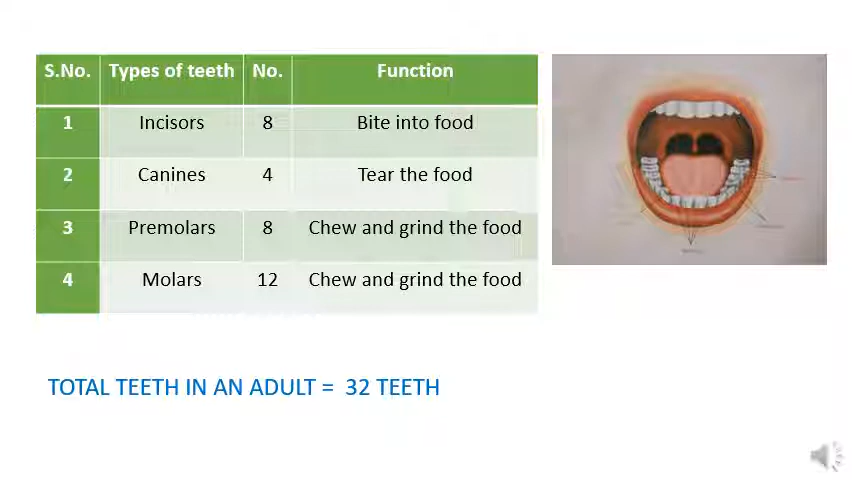 S.No. Types of teeth No. Function
1 Incisors 8 Bite into food
2 Canines 4 Tear the food
3 Premolars 8 Chew and grind the food
4 Molars 12 Chew and grind the food
TOTAL TEETH IN AN ADULT = 32 TEETH